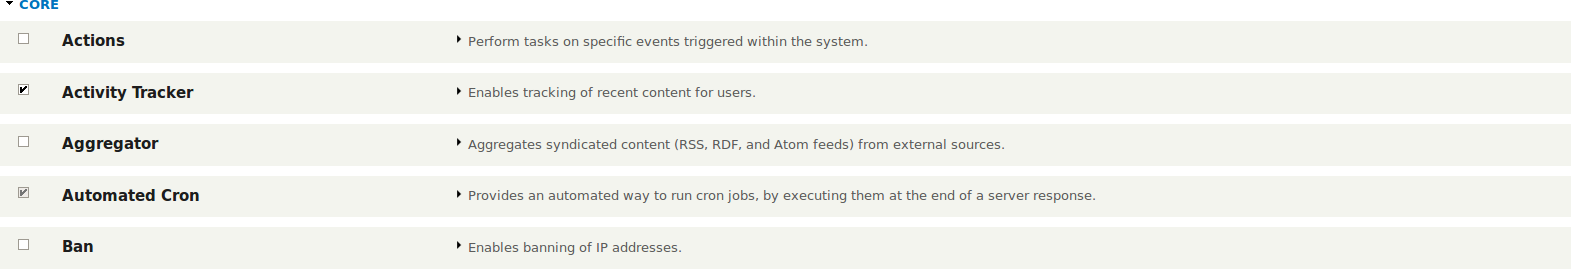 CORE
Actions Perform tasks on specific events triggered within the system.
Activity Tracker Enables tracking of recent content for users.
Aggregator Aggregates syndicated content (RSS, RDF, and Atom feeds) from external sources.
Automated Cron Provides an automated way to run cron jobs, by executing them at the end of a server response.
Ban Enables banning of IP addresses.